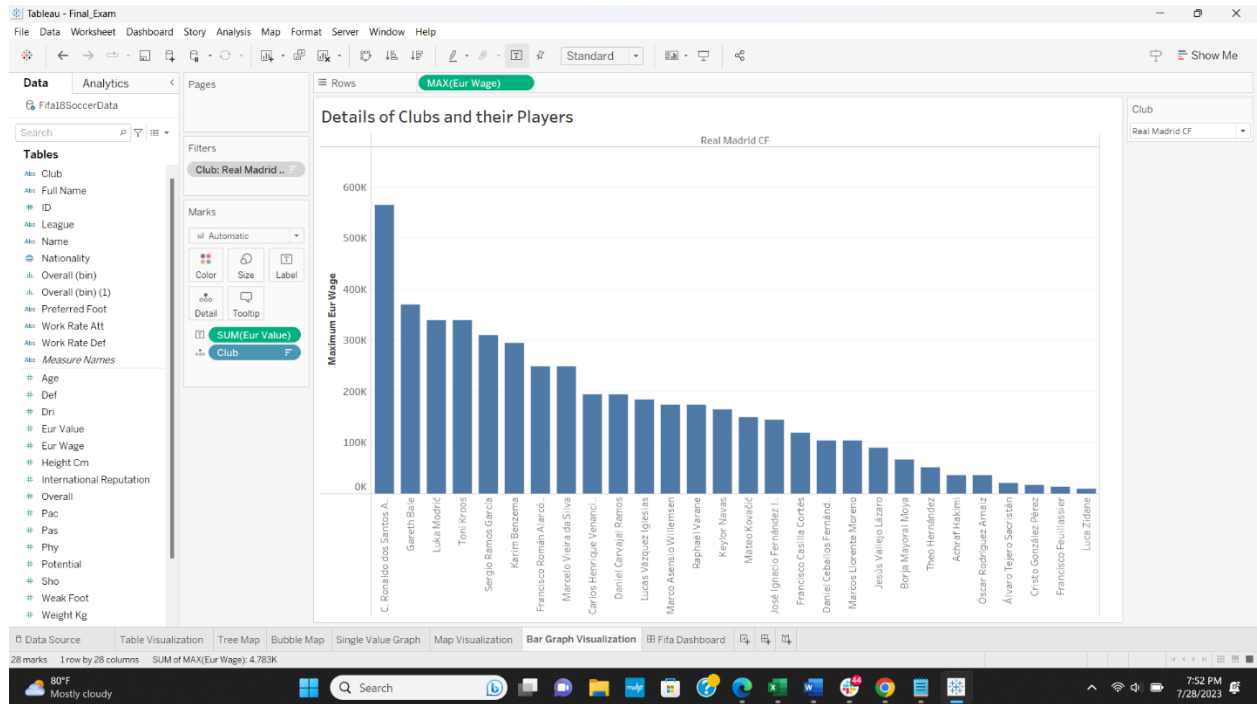 Tableau - Final_Exam
File Data Worksheet Dashboard Story Analysis Map Format Server Window Help
Standard
Show Me
Data Analytics
Fifa18SoccerData
Search
Tables
Abc Club
Abc Full Name
# ID
Abc League
Abc Name
Nationality
Overall (bin)
Overall (bin) (1)
Abc Preferred Foot
Abc Work Rate Att
Abc Work Rate Def
Abc Measure Names
# Age
# Def
# Dri
# Eur Value
# Eur Wage
# Height Cm
# International Reputation
# Overall
# Pac
# Pas
# Phy
# Potential
# Sho
# Weak Foot
# Weight Kg
Pages
Filters
Club: Real Madrid ..
Marks
Automatic
Color Size Label
Detail Tooltip
SUM(Eur Value)
Club
Rows MAX(Eur Wage)
Details of Clubs and their Players
Real Madrid CF
Maximum Eur Wage
600K
500K
400K
300K
200K
100K
0K
C. Ronaldo dos Santos A..
Gareth Bale
Luka Modrić
Toni Kroos
Sergio Ramos García
Karim Benzema
Francisco Román Alarcó..
Marcelo Vieira da Silva
Carlos Henrique Venanci..
Daniel Carvajal Ramos
Lucas Vázquez Iglesias
Marco Asensio Willemsen
Raphaël Varane
Keylor Navas
Mateo Kovačić
José Ignacio Fernández I..
Francisco Casilla Cortés
Daniel Ceballos Fernánd..
Marcos Llorente Moreno
Jesús Vallejo Lázaro
Borja Mayoral Moya
Theo Hernández
Achraf Hakimi
Óscar Rodríguez Arnaiz
Álvaro Tejero Sacristán
Cristo González Pérez
Francisco Feuillassier
Luca Zidane
Club
Real Madrid CF
Data Source Table Visualization Tree Map Bubble Map Single Value Graph Map Visualization Bar Graph Visualization Fifa Dashboard
28 marks 1 row by 28 columns SUM of MAX(Eur Wage): 4.783K
80°F
Mostly cloudy
Search
44
7:52 PM
7/28/2023